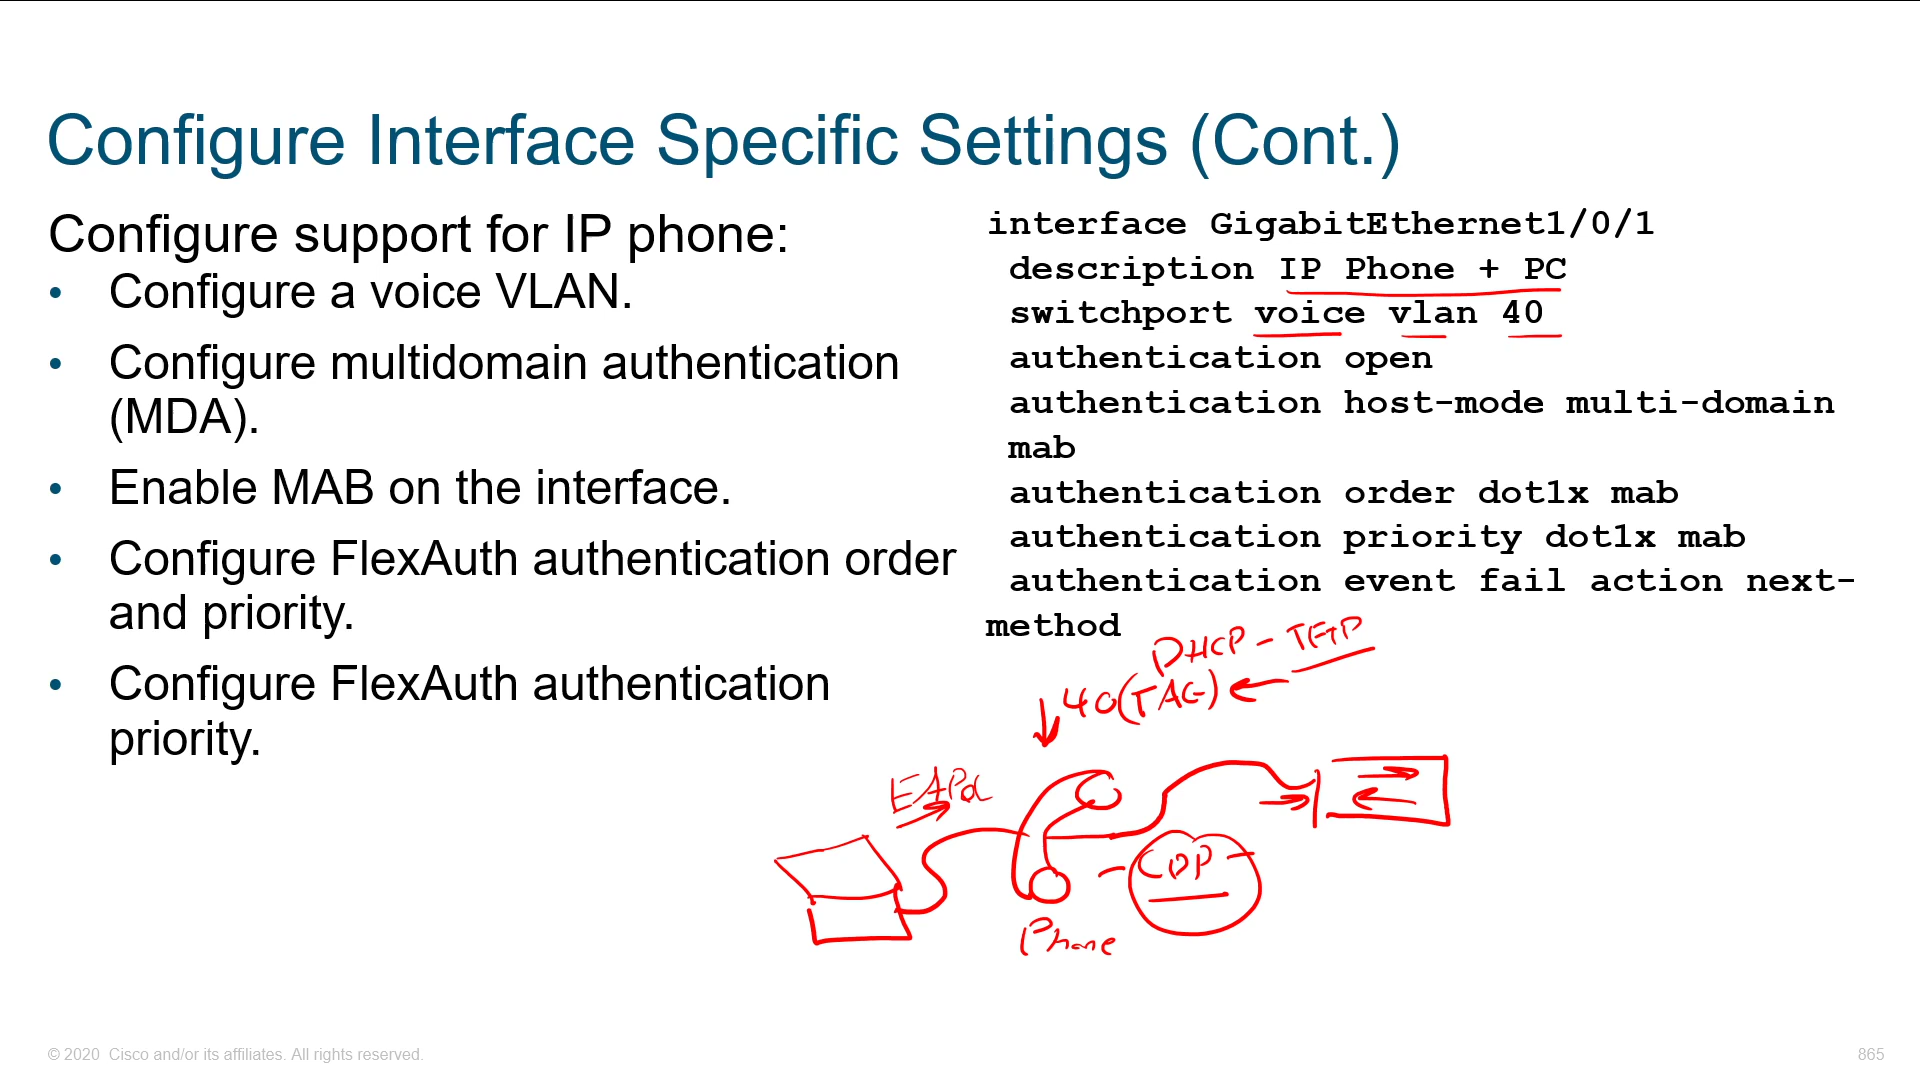 Configure Interface Specific Settings (Cont.)
Configure support for IP phone:
• Configure a voice VLAN.
• Configure multidomain authentication
(MDA).
• Enable MAB on the interface.
• Configure FlexAuth authentication order
and priority.
• Configure FlexAuth authentication
priority.
interface GigabitEthernet1/0/1
description IP Phone + PC
switchport voice vlan 40
authentication open
authentication host-mode multi-domain
mab
authentication order dot1x mab
authentication priority dot1x mab
authentication event fail action next-
method
DHCP - TFTP
40(TAG)
EAPol
CDP
Phone
© 2020 Cisco and/or its affiliates. All rights reserved.
865